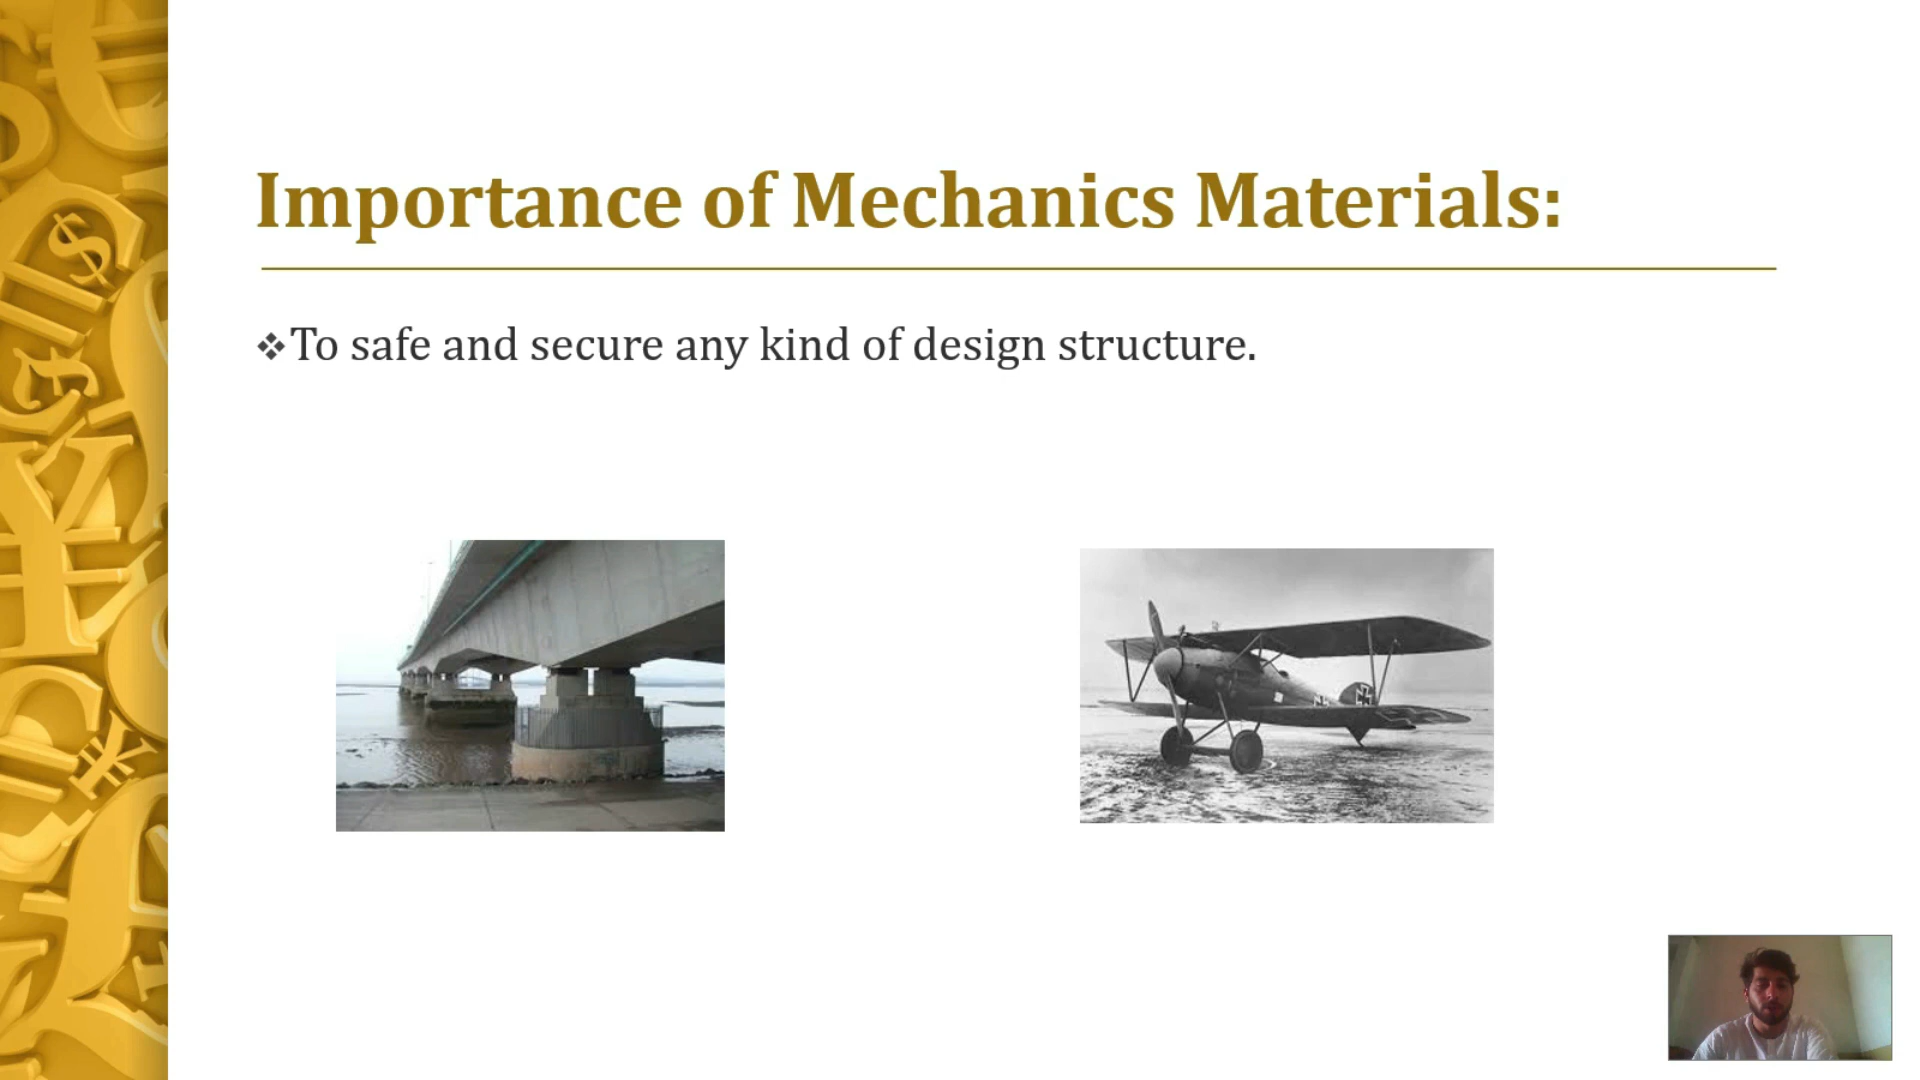 Importance of Mechanics Materials:
❖To safe and secure any kind of design structure.